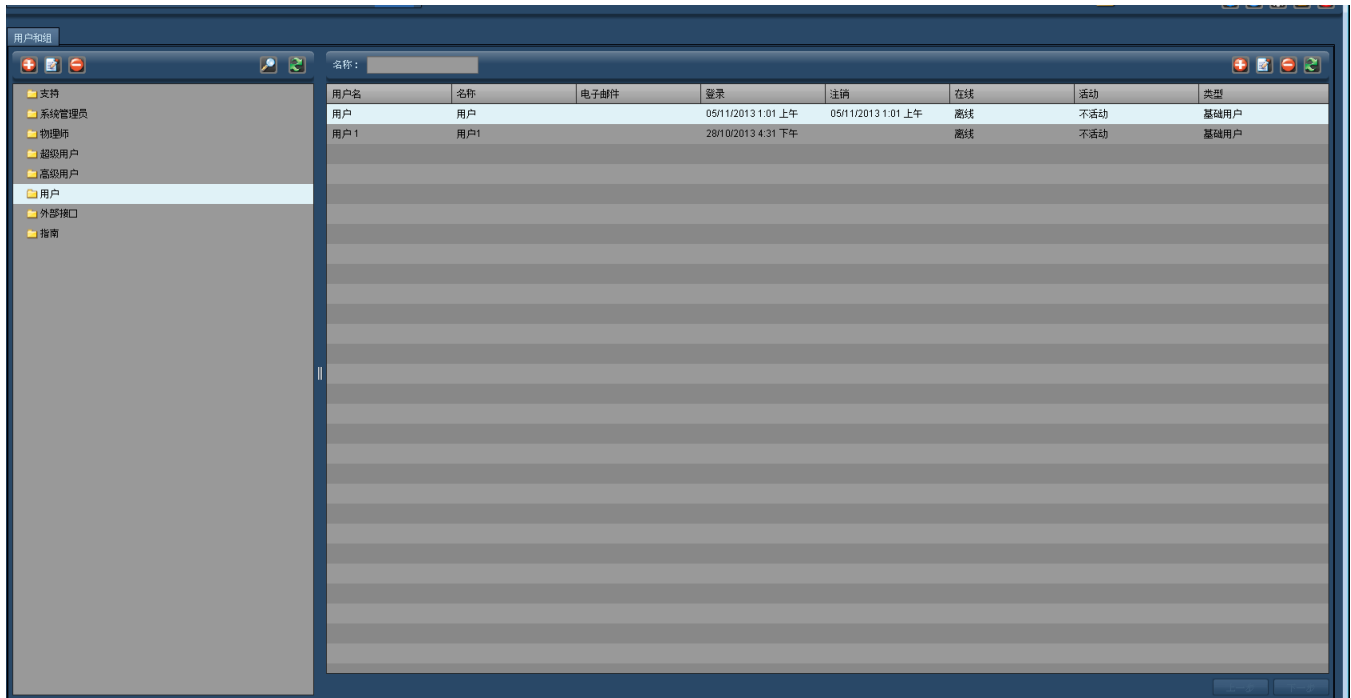 用户和组
名称：
支持
系统管理员
物理师
超级用户
高级用户
用户
外部接口
指南
用户名 名称 电子邮件 登录 注销 在线 活动 类型
用户 用户 05/11/2013 1:01 上午 05/11/2013 1:01 上午 离线 不活动 基础用户
用户 1 用户1 28/10/2013 4:31 下午 离线 不活动 基础用户